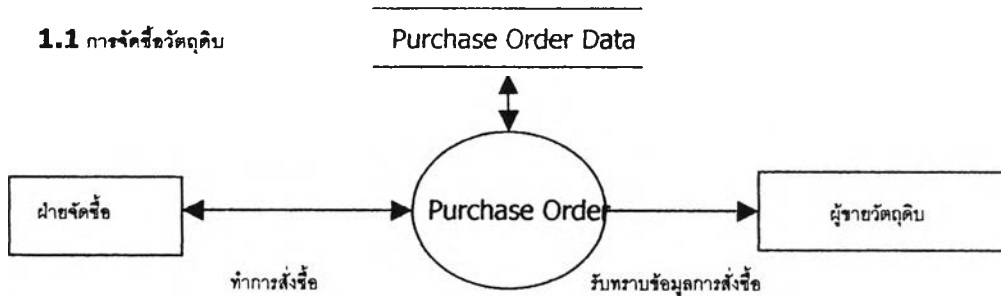 1.1 การจัดซื้อวัตถุดิบ
Purchase Order Data
ฝ่ายจัดซื้อ
Purchase Order
ผู้ขายวัตถุดิบ
ทำการสั่งซื้อ
รับทราบข้อมูลการสั่งซื้อ